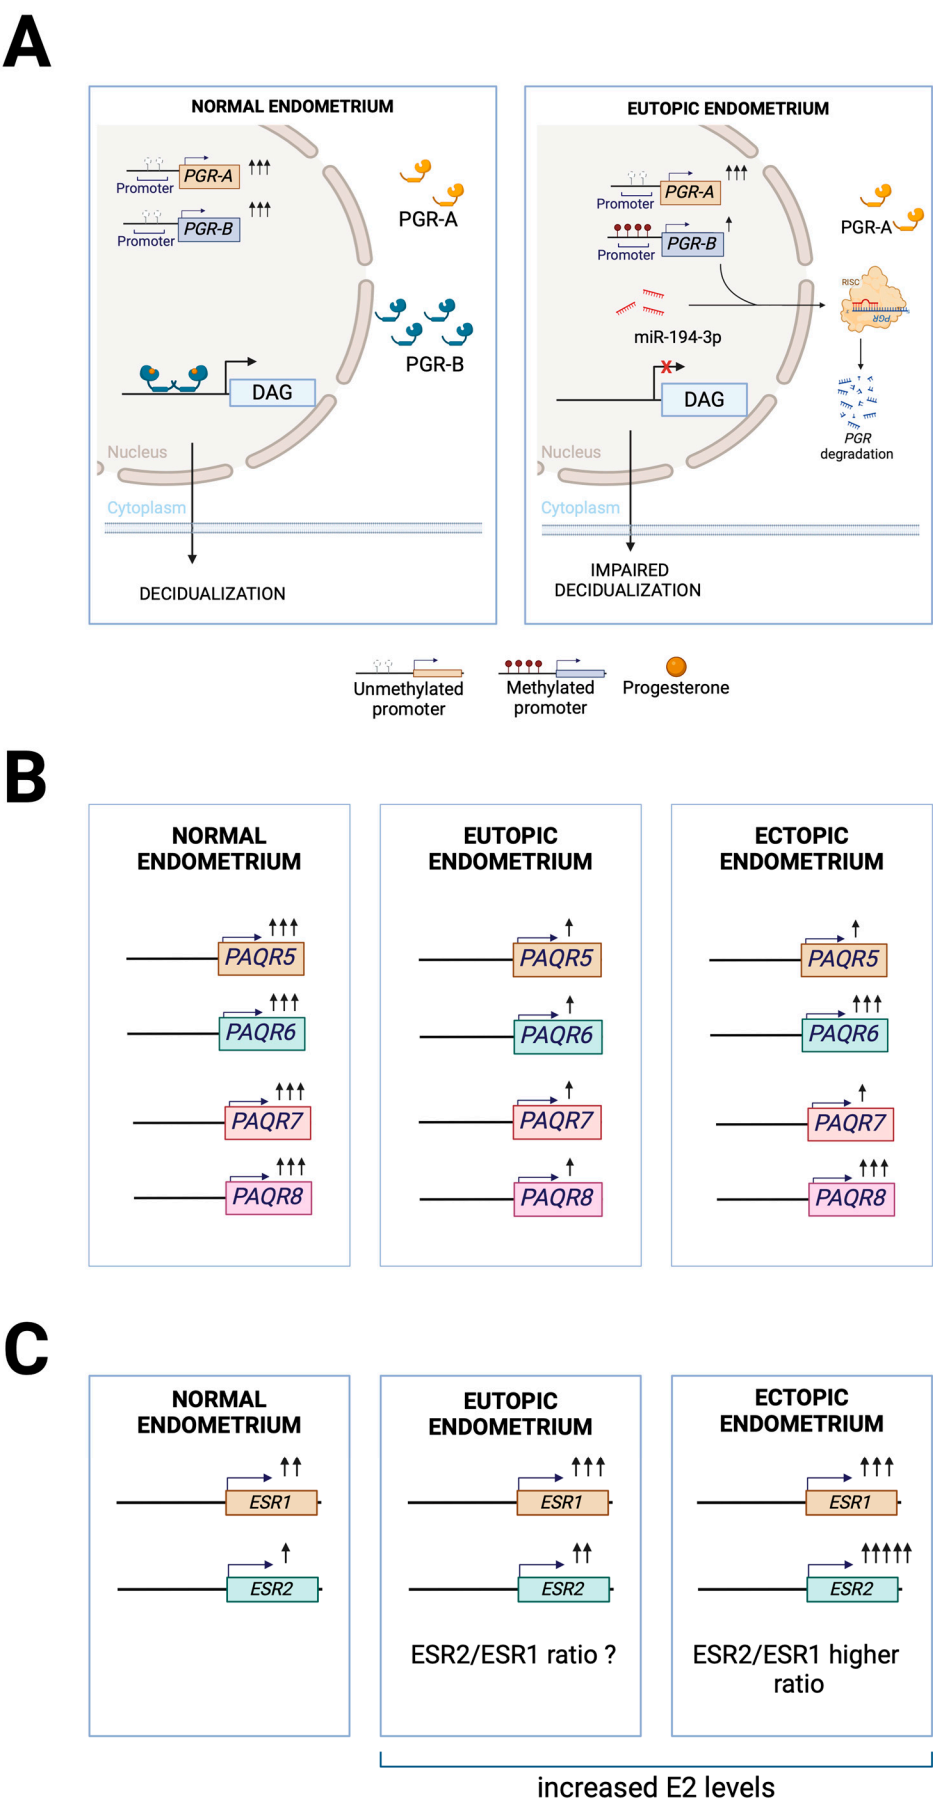 A
NORMAL ENDOMETRIUM
PGR-A
Promoter
PGR-B
Promoter
PGR-A
PGR-B
DAG
Nucleus
Cytoplasm
DECIDUALIZATION
EUTOPIC ENDOMETRIUM
PGR-A
Promoter
PGR-B
Promoter
miR-194-3p
DAG
Nucleus
Cytoplasm
IMPAIRED
DECIDUALIZATION
PGR-A
RISC
PGR
PGR
degradation
Unmethylated
promoter
Methylated
promoter
Progesterone
B
NORMAL
ENDOMETRIUM
PAQR5
PAQR6
PAQR7
PAQR8
EUTOPIC
ENDOMETRIUM
PAQR5
PAQR6
PAQR7
PAQR8
ECTOPIC
ENDOMETRIUM
PAQR5
PAQR6
PAQR7
PAQR8
C
NORMAL
ENDOMETRIUM
ESR1
ESR2
EUTOPIC
ENDOMETRIUM
ESR1
ESR2
ESR2/ESR1 ratio ?
ECTOPIC
ENDOMETRIUM
ESR1
ESR2
ESR2/ESR1 higher
ratio
increased E2 levels